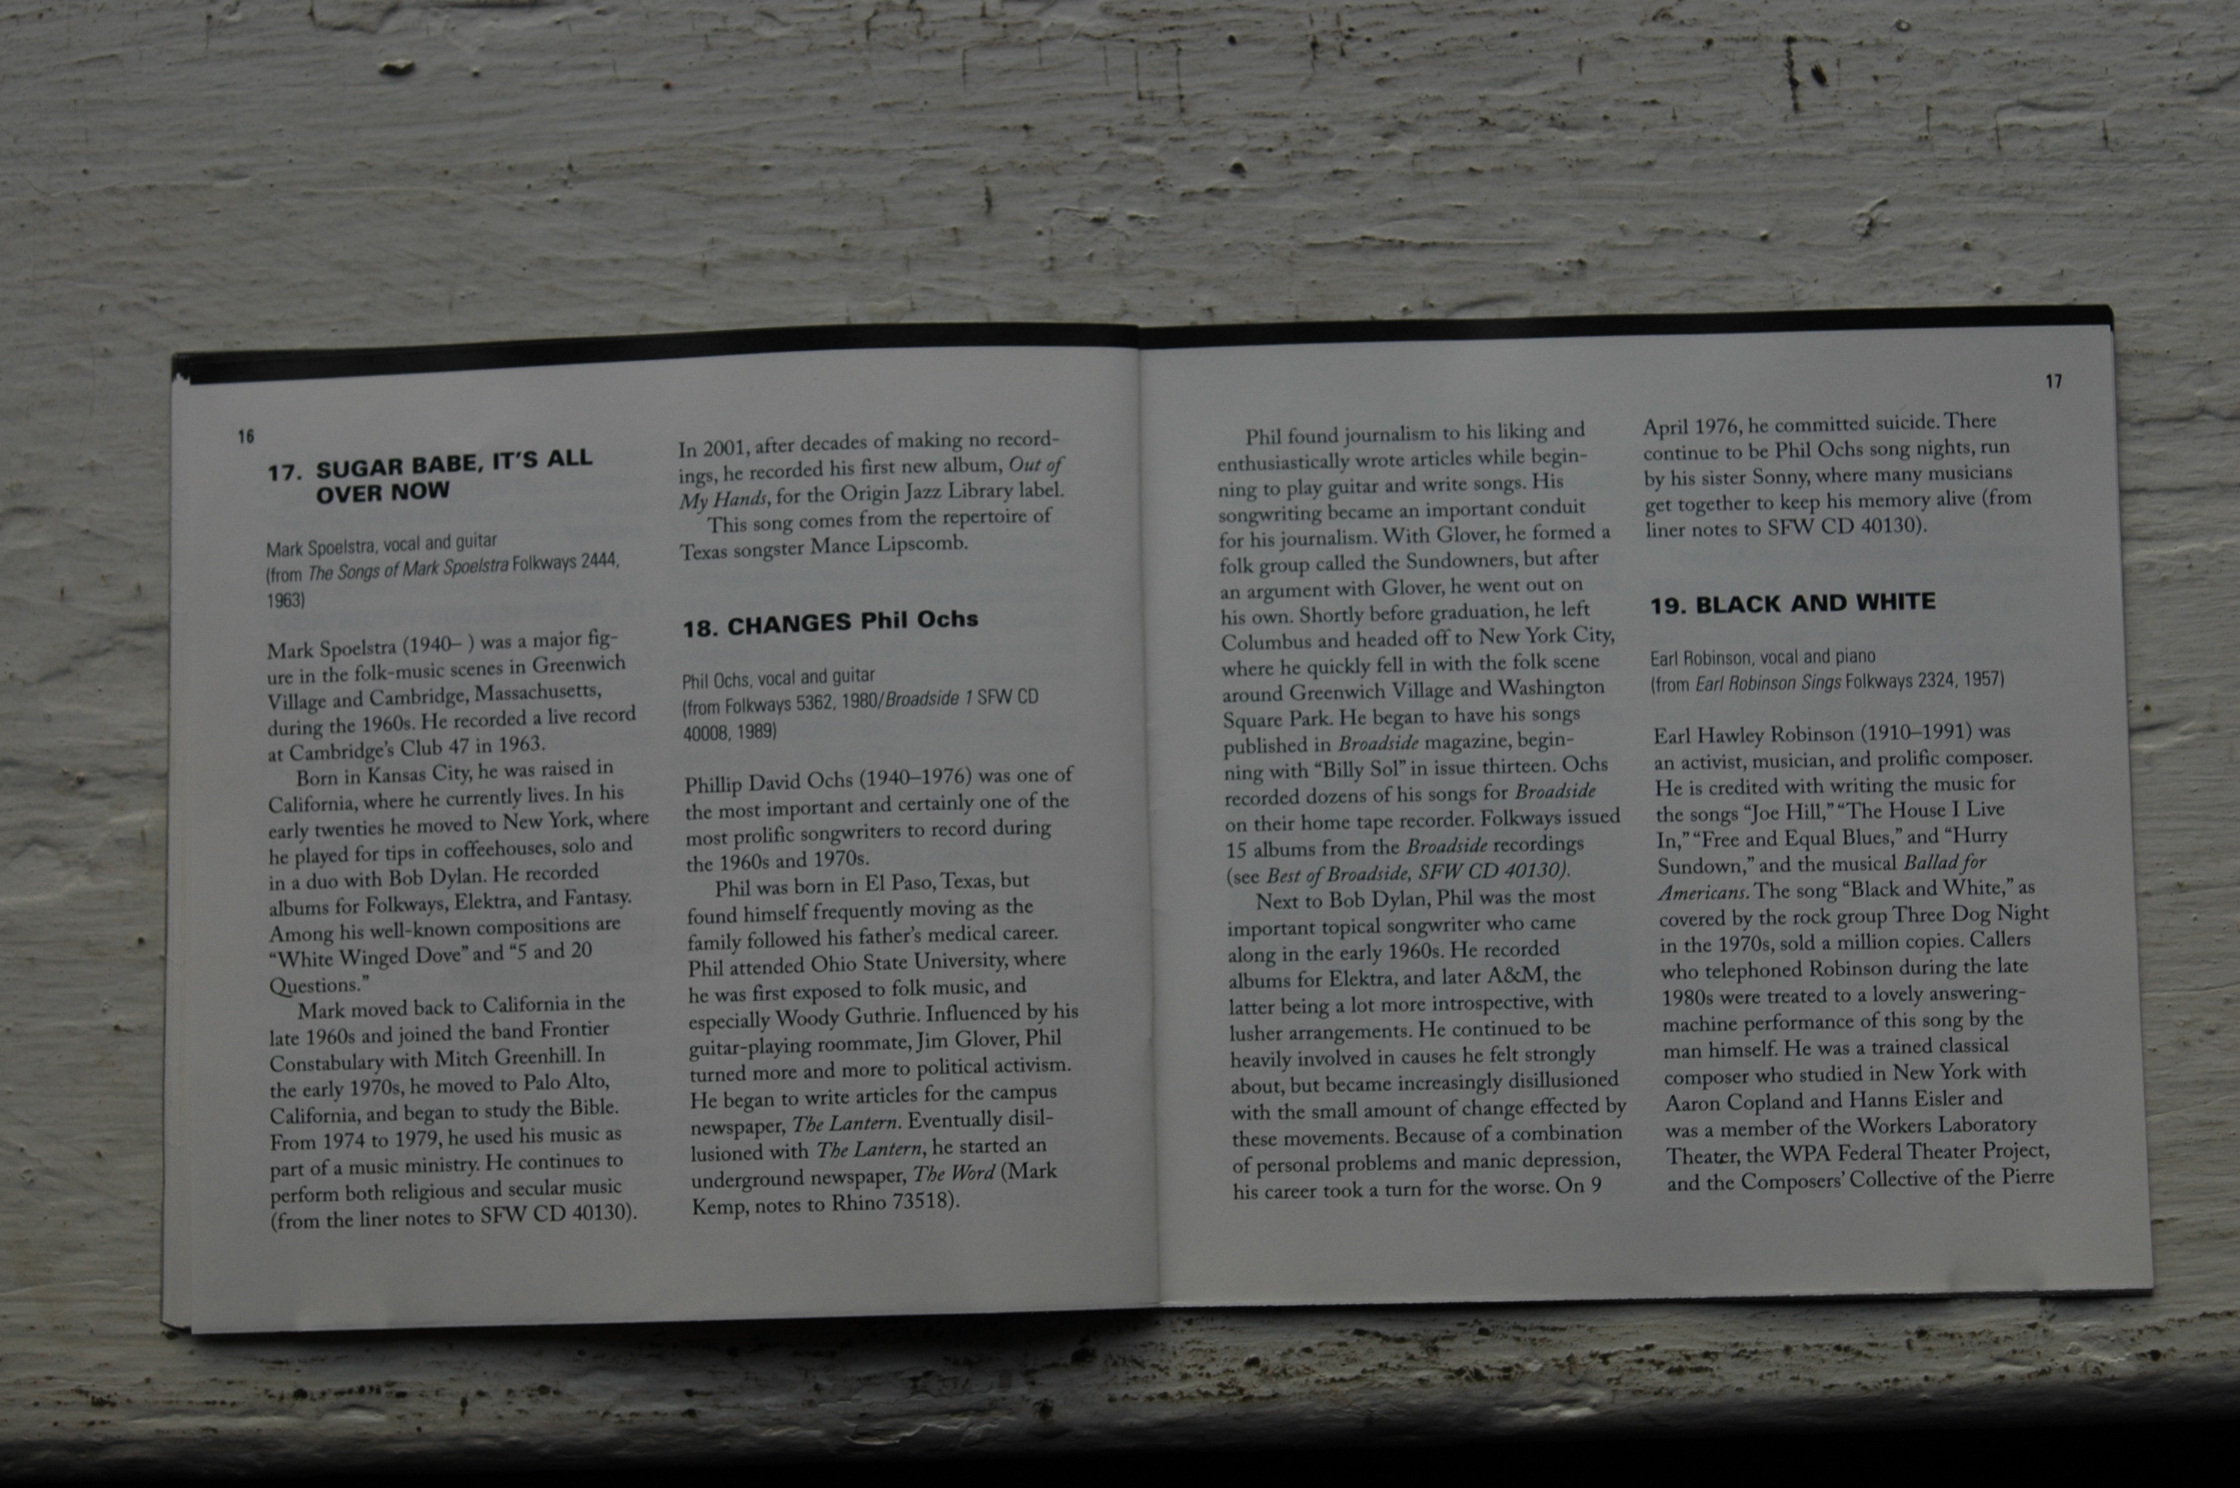 16
17. SUGAR BABE, IT'S ALL
OVER NOW
Mark Spoelstra, vocal and guitar
(from The Songs of Mark Spoelstra Folkways 2444,
1963)
Mark Spoelstra (1940– ) was a major fig-
ure in the folk-music scenes in Greenwich
Village and Cambridge, Massachusetts,
during the 1960s. He recorded a live record
at Cambridge's Club 47 in 1963.
Born in Kansas City, he was raised in
California, where he currently lives. In his
early twenties he moved to New York, where
he played for tips in coffeehouses, solo and
in a duo with Bob Dylan. He recorded
albums for Folkways, Elektra, and Fantasy.
Among his well-known compositions are
“White Winged Dove” and “5 and 20
Questions.”
Mark moved back to California in the
late 1960s and joined the band Frontier
Constabulary with Mitch Greenhill. In
the early 1970s, he moved to Palo Alto,
California, and began to study the Bible.
From 1974 to 1979, he used his music as
part of a music ministry. He continues to
perform both religious and secular music
(from the liner notes to SFW CD 40130).
In 2001, after decades of making no record-
ings, he recorded his first new album, Out of
My Hands, for the Origin Jazz Library label.
This song comes from the repertoire of
Texas songster Mance Lipscomb.
18. CHANGES Phil Ochs
Phil Ochs, vocal and guitar
(from Folkways 5362, 1980/Broadside 1 SFW CD
40008, 1989)
Phillip David Ochs (1940–1976) was one of
the most important and certainly one of the
most prolific songwriters to record during
the 1960s and 1970s.
Phil was born in El Paso, Texas, but
found himself frequently moving as the
family followed his father's medical career.
Phil attended Ohio State University, where
he was first exposed to folk music, and
especially Woody Guthrie. Influenced by his
guitar-playing roommate, Jim Glover, Phil
turned more and more to political activism.
He began to write articles for the campus
newspaper, The Lantern. Eventually disil-
lusioned with The Lantern, he started an
underground newspaper, The Word (Mark
Kemp, notes to Rhino 73518).
17
Phil found journalism to his liking and
enthusiastically wrote articles while begin-
ning to play guitar and write songs. His
songwriting became an important conduit
for his journalism. With Glover, he formed a
folk group called the Sundowners, but after
an argument with Glover, he went out on
his own. Shortly before graduation, he left
Columbus and headed off to New York City,
where he quickly fell in with the folk scene
around Greenwich Village and Washington
Square Park. He began to have his songs
published in Broadside magazine, begin-
ning with “Billy Sol” in issue thirteen. Ochs
recorded dozens of his songs for Broadside
on their home tape recorder. Folkways issued
15 albums from the Broadside recordings
(see Best of Broadside, SFW CD 40130).
Next to Bob Dylan, Phil was the most
important topical songwriter who came
along in the early 1960s. He recorded
albums for Elektra, and later A&M, the
latter being a lot more introspective, with
lusher arrangements. He continued to be
heavily involved in causes he felt strongly
about, but became increasingly disillusioned
with the small amount of change effected by
these movements. Because of a combination
of personal problems and manic depression,
his career took a turn for the worse. On 9
April 1976, he committed suicide. There
continue to be Phil Ochs song nights, run
by his sister Sonny, where many musicians
get together to keep his memory alive (from
liner notes to SFW CD 40130).
19. BLACK AND WHITE
Earl Robinson, vocal and piano
(from Earl Robinson Sings Folkways 2324, 1957)
Earl Hawley Robinson (1910–1991) was
an activist, musician, and prolific composer.
He is credited with writing the music for
the songs “Joe Hill,” “The House I Live
In,” “Free and Equal Blues,” and “Hurry
Sundown,” and the musical Ballad for
Americans. The song “Black and White,” as
covered by the rock group Three Dog Night
in the 1970s, sold a million copies. Callers
who telephoned Robinson during the late
1980s were treated to a lovely answering-
machine performance of this song by the
man himself. He was a trained classical
composer who studied in New York with
Aaron Copland and Hanns Eisler and
was a member of the Workers Laboratory
Theater, the WPA Federal Theater Project,
and the Composers' Collective of the Pierre